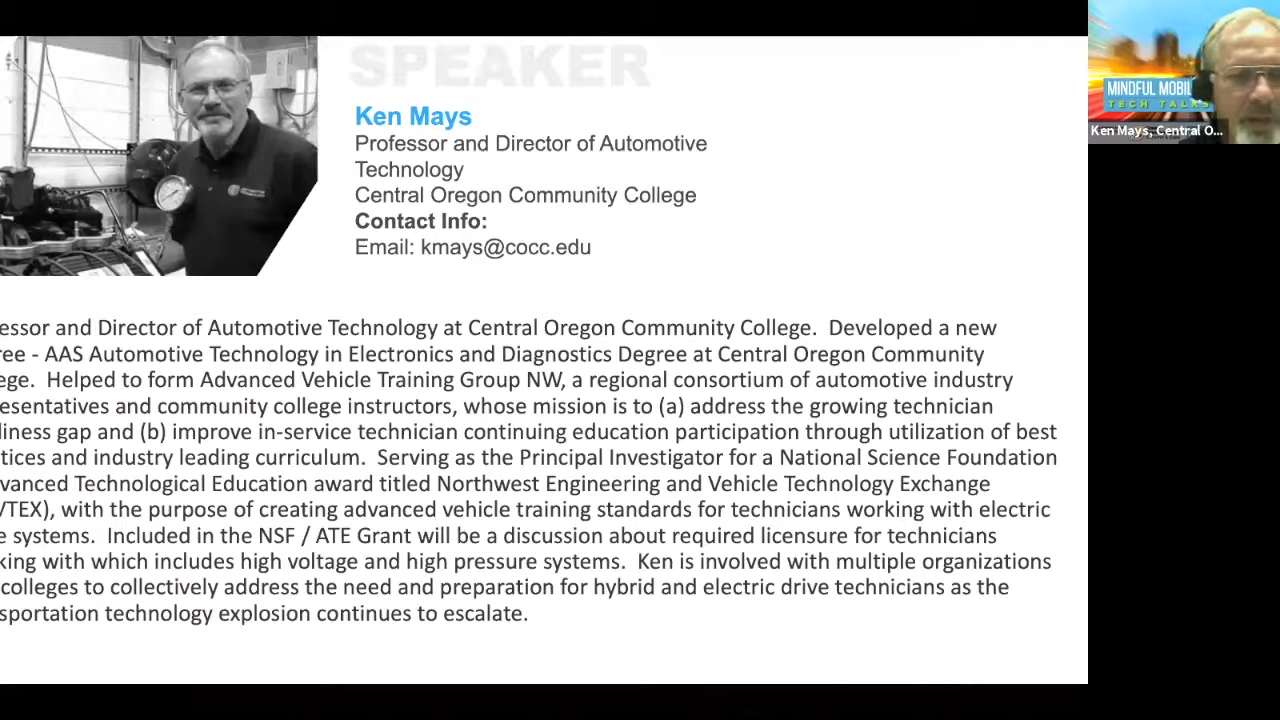 SPEAKER
Ken Mays
Professor and Director of Automotive
Technology
Central Oregon Community College
Contact Info:
Email: kmays@cocc.edu
essor and Director of Automotive Technology at Central Oregon Community College. Developed a new
ree - AAS Automotive Technology in Electronics and Diagnostics Degree at Central Oregon Community
ege. Helped to form Advanced Vehicle Training Group NW, a regional consortium of automotive industry
esentatives and community college instructors, whose mission is to (a) address the growing technician
liness gap and (b) improve in-service technician continuing education participation through utilization of best
tices and industry leading curriculum. Serving as the Principal Investigator for a National Science Foundation
vanced Technological Education award titled Northwest Engineering and Vehicle Technology Exchange
/TEX), with the purpose of creating advanced vehicle training standards for technicians working with electric
e systems. Included in the NSF / ATE Grant will be a discussion about required licensure for technicians
king with which includes high voltage and high pressure systems. Ken is involved with multiple organizations
colleges to collectively address the need and preparation for hybrid and electric drive technicians as the
sportation technology explosion continues to escalate.
MINDFUL MOBIL
TECH TALKS
Ken Mays, Central O...